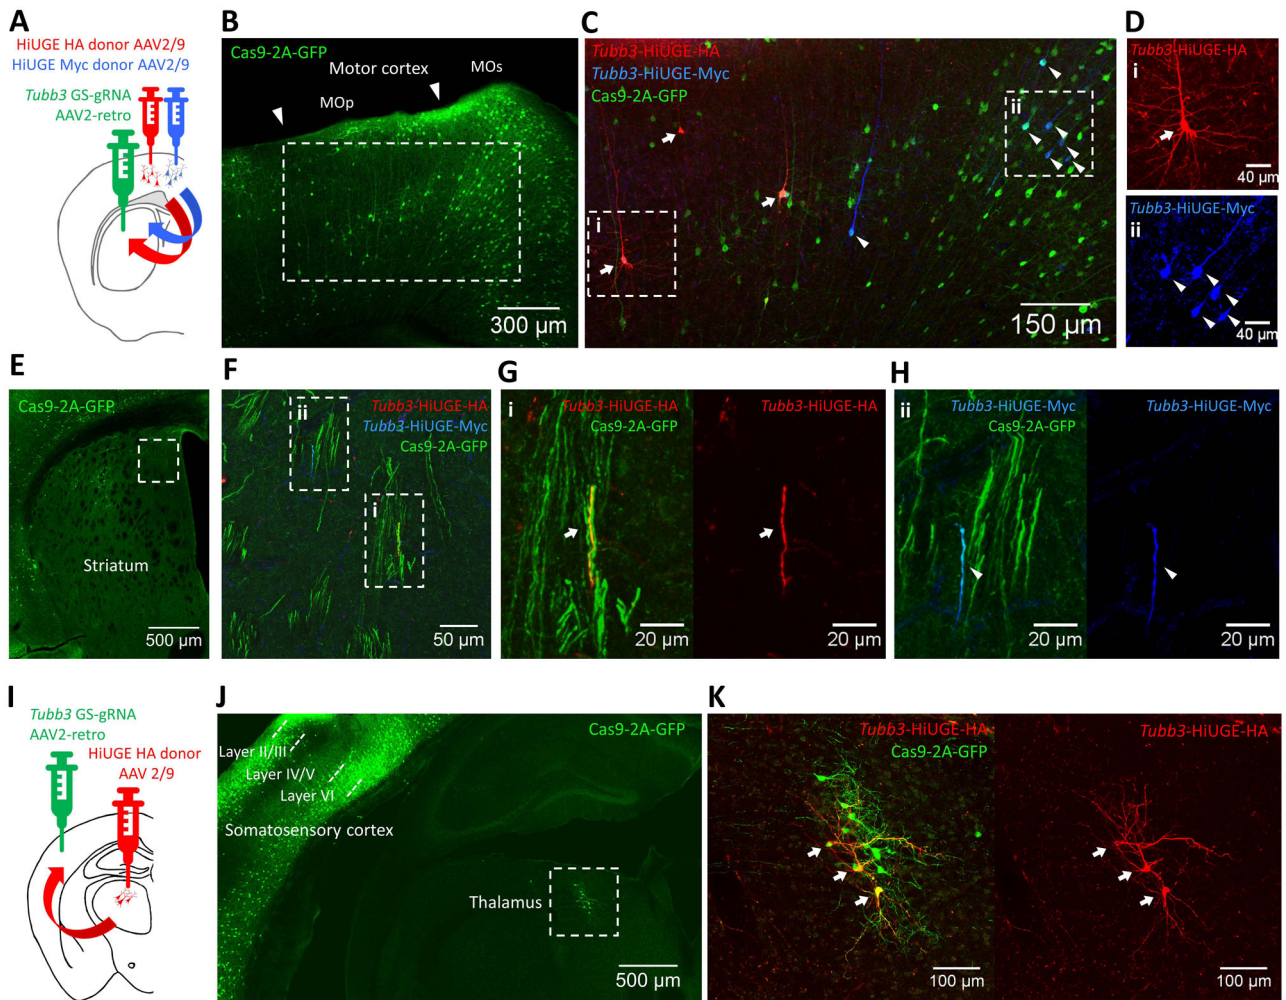 A
HiUGE HA donor AAV2/9
HiUGE Myc donor AAV2/9
Tubb3 GS-gRNA
AAV2-retro
B
Cas9-2A-GFP
Motor cortex
MOs
MOp
300 µm
C
Tubb3-HiUGE-HA
Tubb3-HiUGE-Myc
Cas9-2A-GFP
i
ii
150 µm
D
Tubb3-HiUGE-HA
i
40 µm
Tubb3-HiUGE-Myc
ii
40 µm
E
Cas9-2A-GFP
Striatum
500 µm
F
ii
Tubb3-HiUGE-HA
Tubb3-HiUGE-Myc
Cas9-2A-GFP
i
50 µm
G
i
Tubb3-HiUGE-HA
Cas9-2A-GFP
20 µm
Tubb3-HiUGE-HA
20 µm
H
ii
Tubb3-HiUGE-Myc
Cas9-2A-GFP
20 µm
Tubb3-HiUGE-Myc
20 µm
I
Tubb3 GS-gRNA
AAV2-retro
HiUGE HA donor
AAV 2/9
J
Cas9-2A-GFP
Layer II/III
Layer IV/V
Layer VI
Somatosensory cortex
Thalamus
500 µm
K
Tubb3-HiUGE-HA
Cas9-2A-GFP
100 µm
Tubb3-HiUGE-HA
100 µm